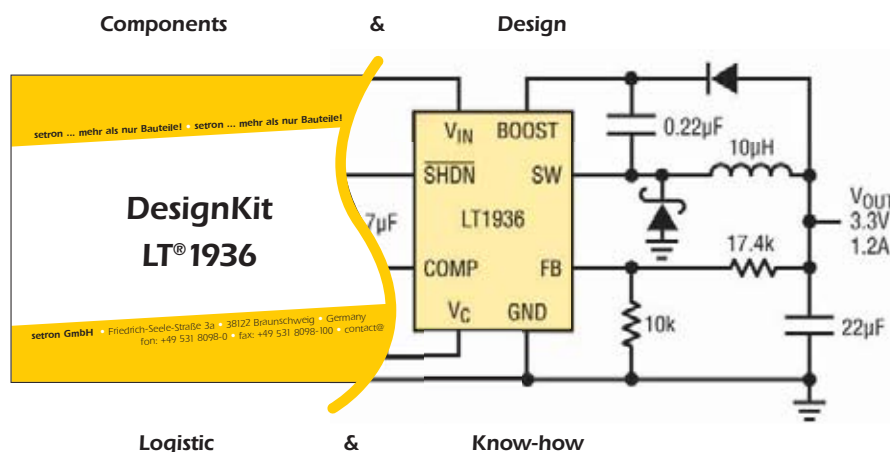 Components & Design
setron ... mehr als nur Bauteile! • setron ... mehr als nur Bauteile!
DesignKit
LT®1936
setron GmbH • Friedrich-Seele-Straße 3a • 38122 Braunschweig • Germany
fon: +49 531 8098-0 • fax: +49 531 8098-100 • contact@
VIN BOOST
0.22µF
10µH
SHDN SW
LT1936
7µF
VOUT
3.3V
1.2A
17.4k
COMP FB
VC GND
10k
22µF
Logistic & Know-how